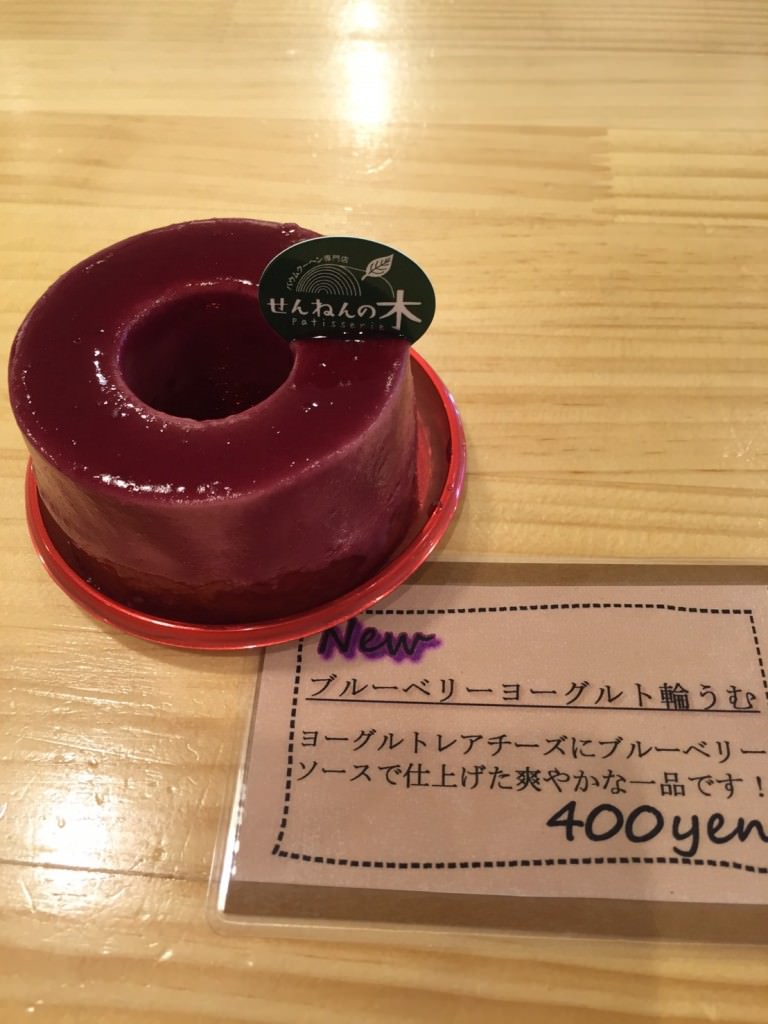 バウムクーヘン専門店
せんねんの木
Patisserie
New
ブルーベリーヨーグルト輪うむ
ヨーグルトレアチーズにブルーベリー
ソースで仕上げた爽やかな一品です！
400yen